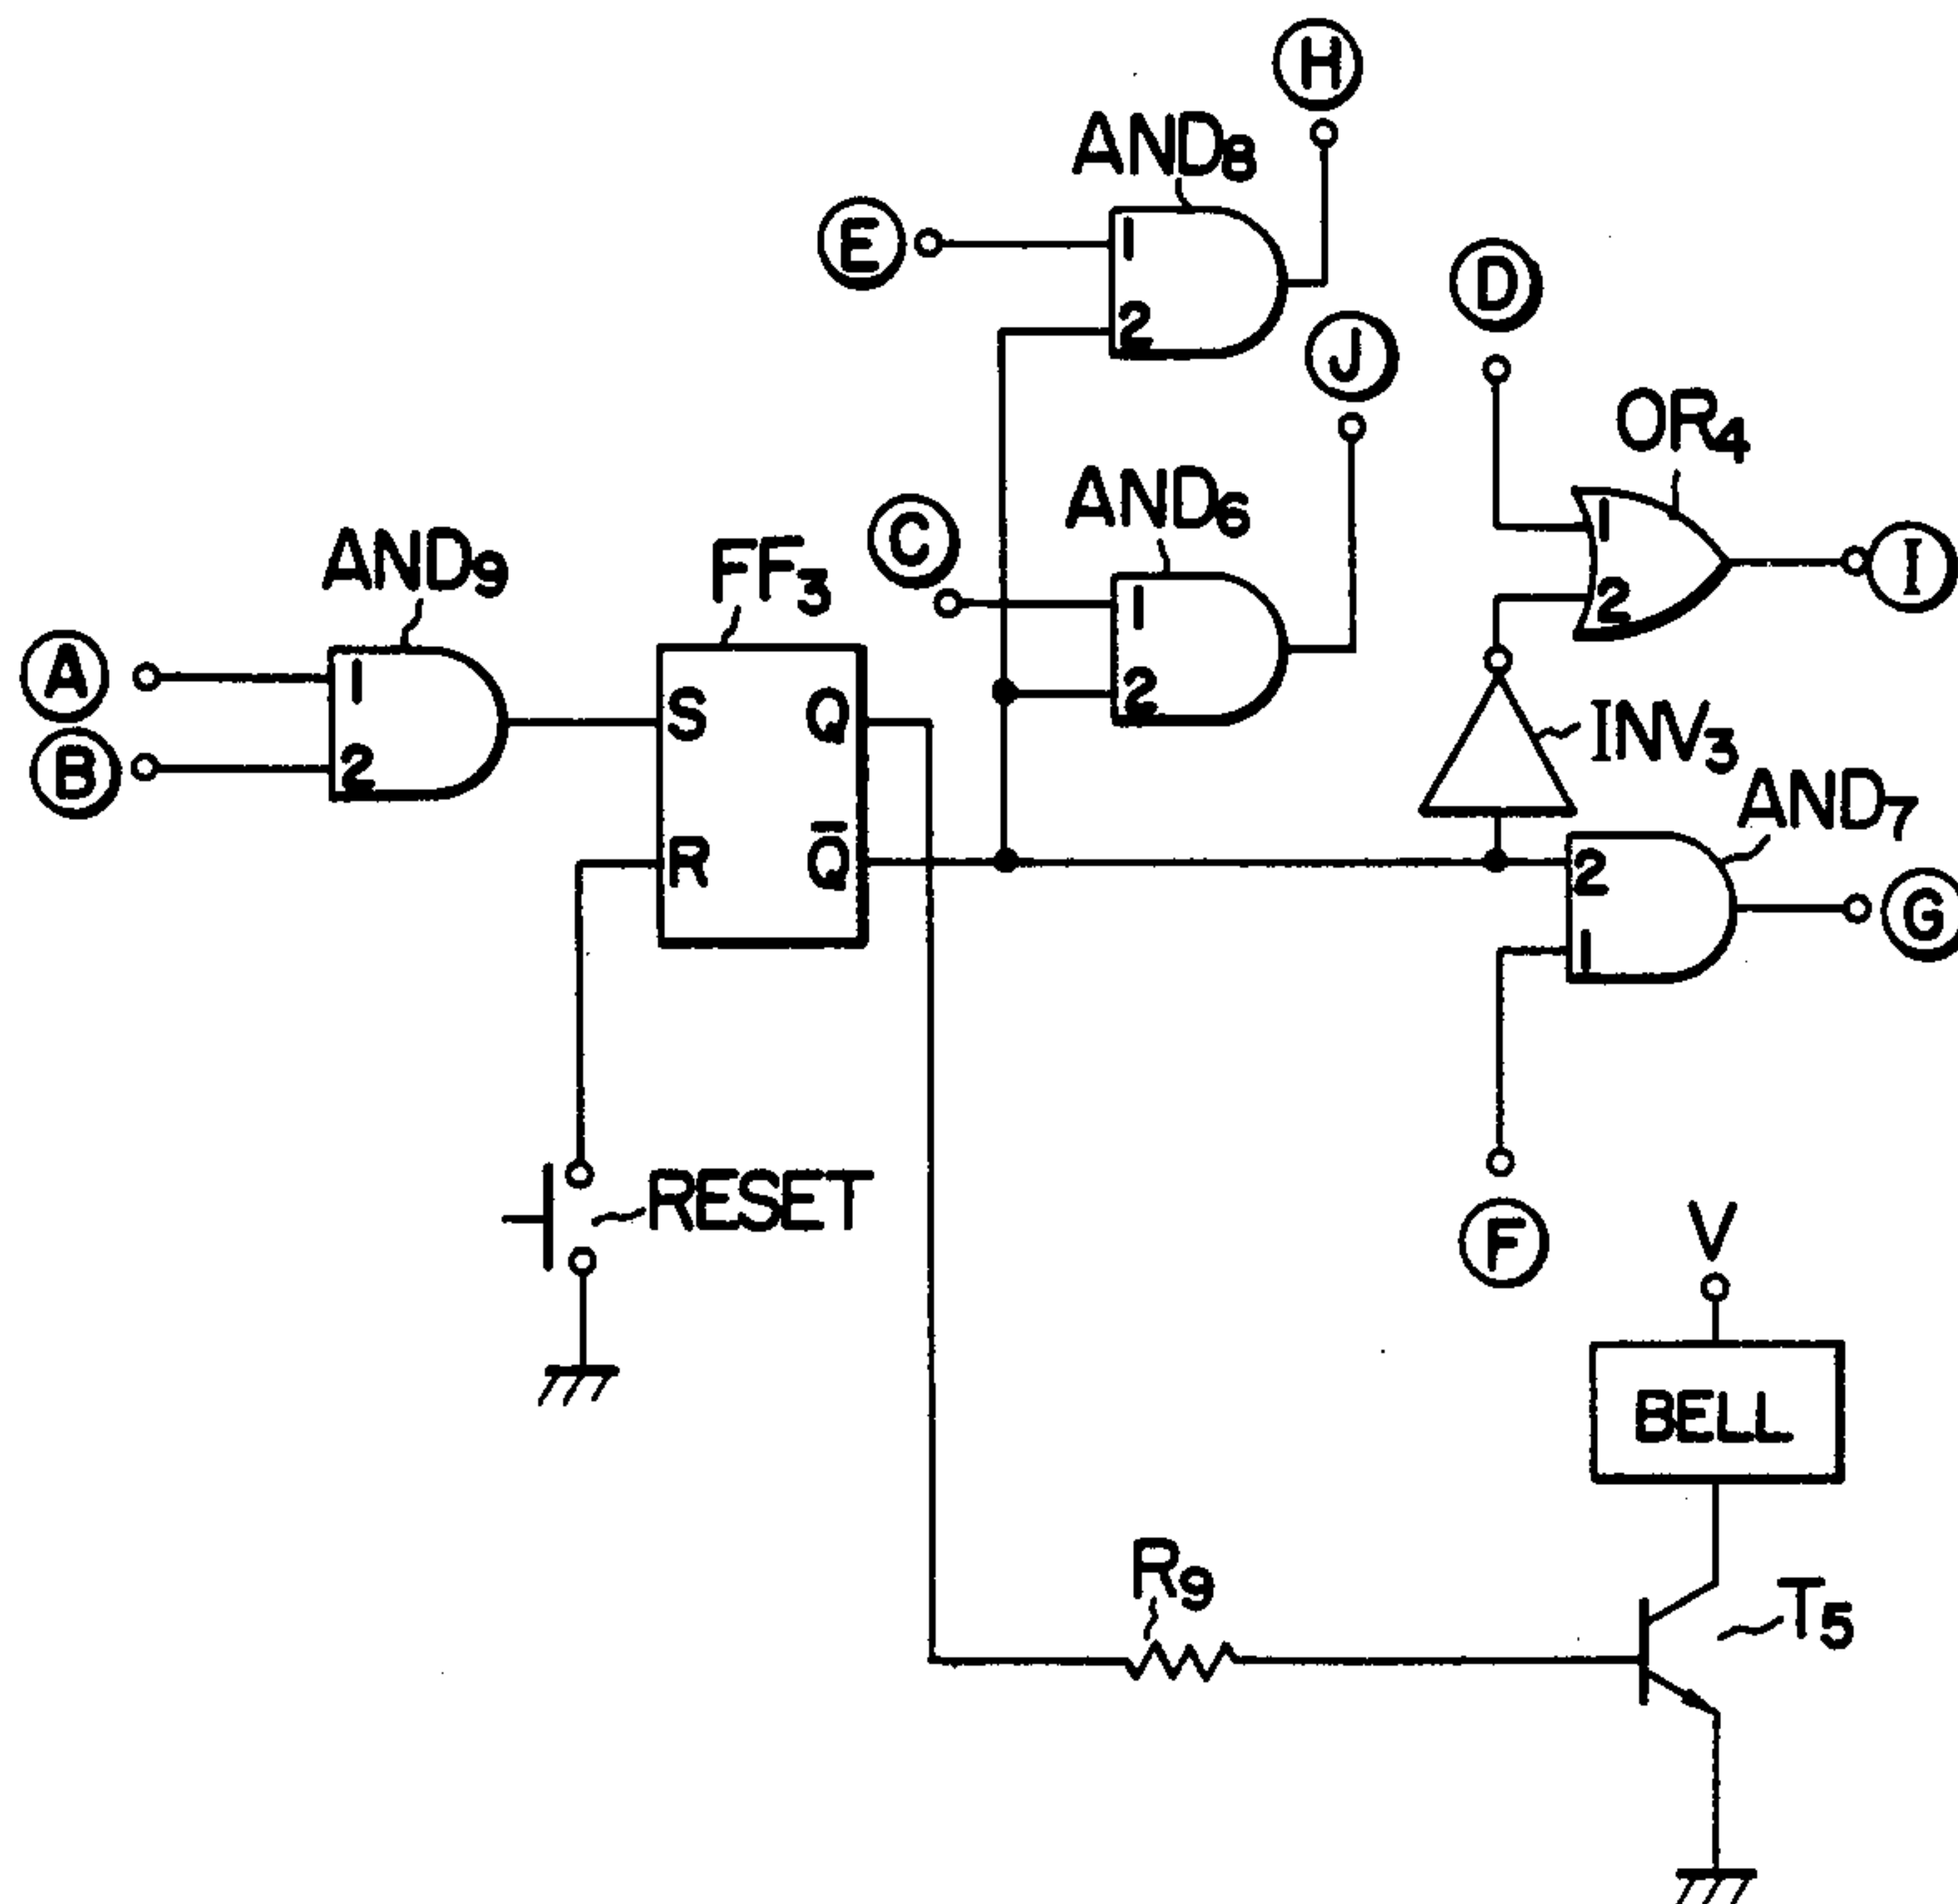 H
AND8
E
1
2
D
J
OR4
AND6
C
1
2
1
2
I
AND9
FF3
A
B
1
2
S
Q
R
Q̅
INV3
AND7
2
1
G
RESET
F
V
BELL
R9
T5